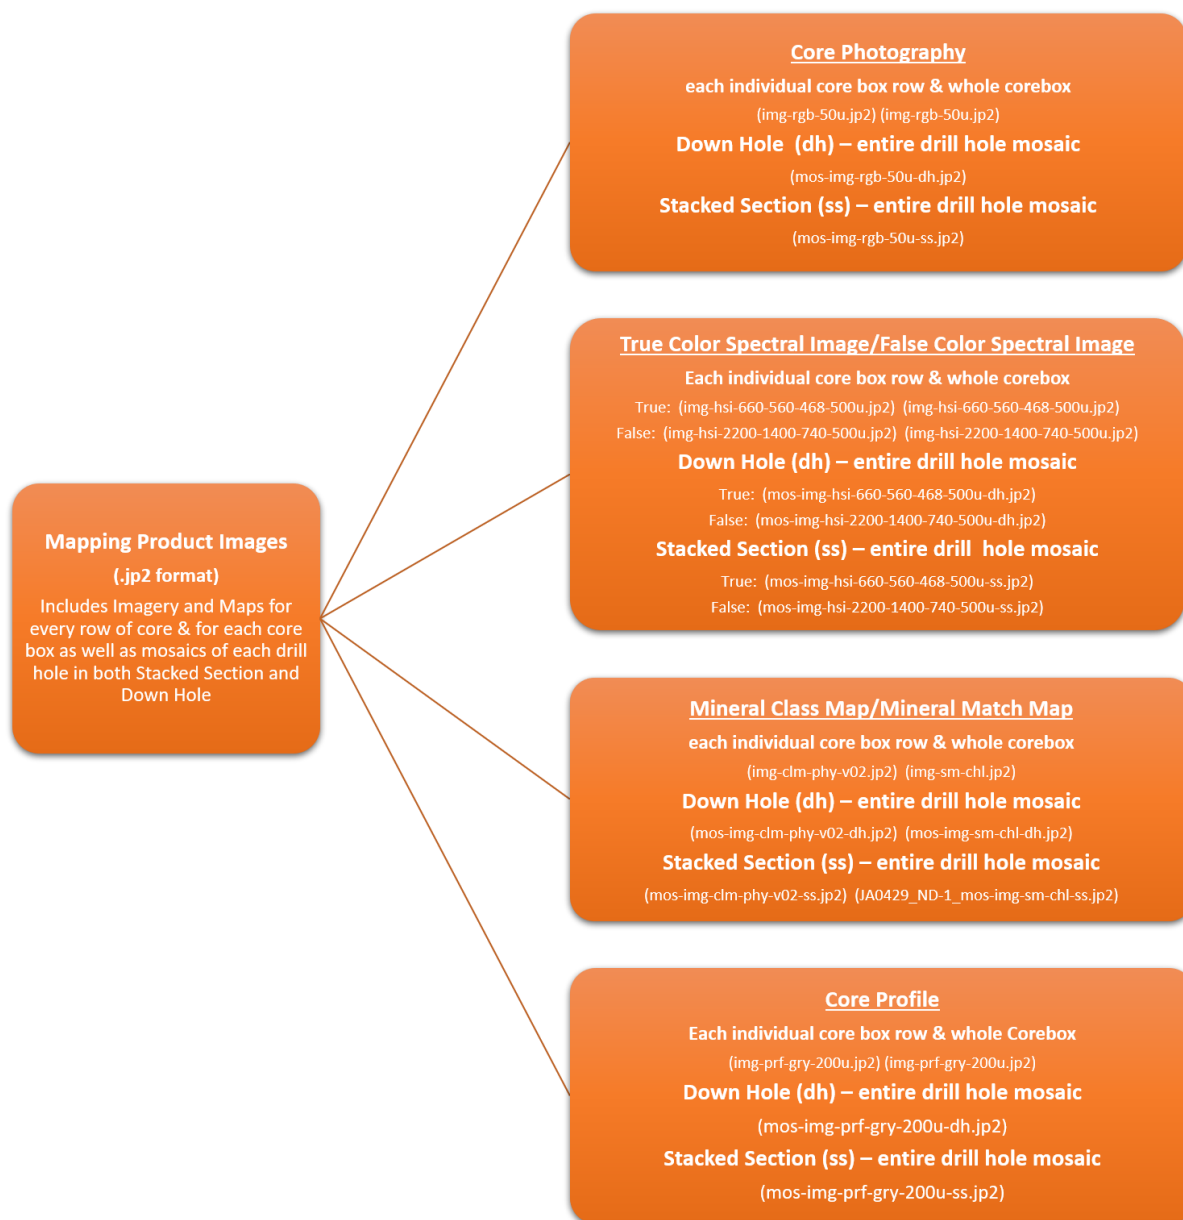 Mapping Product Images
(.jp2 format)
Includes Imagery and Maps for
every row of core & for each core
box as well as mosaics of each drill
hole in both Stacked Section and
Down Hole
Core Photography
each individual core box row & whole corebox
(img-rgb-50u.jp2) (img-rgb-50u.jp2)
Down Hole (dh) – entire drill hole mosaic
(mos-img-rgb-50u-dh.jp2)
Stacked Section (ss) – entire drill hole mosaic
(mos-img-rgb-50u-ss.jp2)
True Color Spectral Image/False Color Spectral Image
Each individual core box row & whole corebox
True: (img-hsi-660-560-468-500u.jp2) (img-hsi-660-560-468-500u.jp2)
False: (img-hsi-2200-1400-740-500u.jp2) (img-hsi-2200-1400-740-500u.jp2)
Down Hole (dh) – entire drill hole mosaic
True: (mos-img-hsi-660-560-468-500u-dh.jp2)
False: (mos-img-hsi-2200-1400-740-500u-dh.jp2)
Stacked Section (ss) – entire drill hole mosaic
True: (mos-img-hsi-660-560-468-500u-ss.jp2)
False: (mos-img-hsi-2200-1400-740-500u-ss.jp2)
Mineral Class Map/Mineral Match Map
each individual core box row & whole corebox
(img-clm-phy-v02.jp2) (img-sm-chl.jp2)
Down Hole (dh) – entire drill hole mosaic
(mos-img-clm-phy-v02-dh.jp2) (mos-img-sm-chl-dh.jp2)
Stacked Section (ss) – entire drill hole mosaic
(mos-img-clm-phy-v02-ss.jp2) (JA0429_ND-1_mos-img-sm-chl-ss.jp2)
Core Profile
Each individual core box row & whole Corebox
(img-prf-gry-200u.jp2) (img-prf-gry-200u.jp2)
Down Hole (dh) – entire drill hole mosaic
(mos-img-prf-gry-200u-dh.jp2)
Stacked Section (ss) – entire drill hole mosaic
(mos-img-prf-gry-200u-ss.jp2)